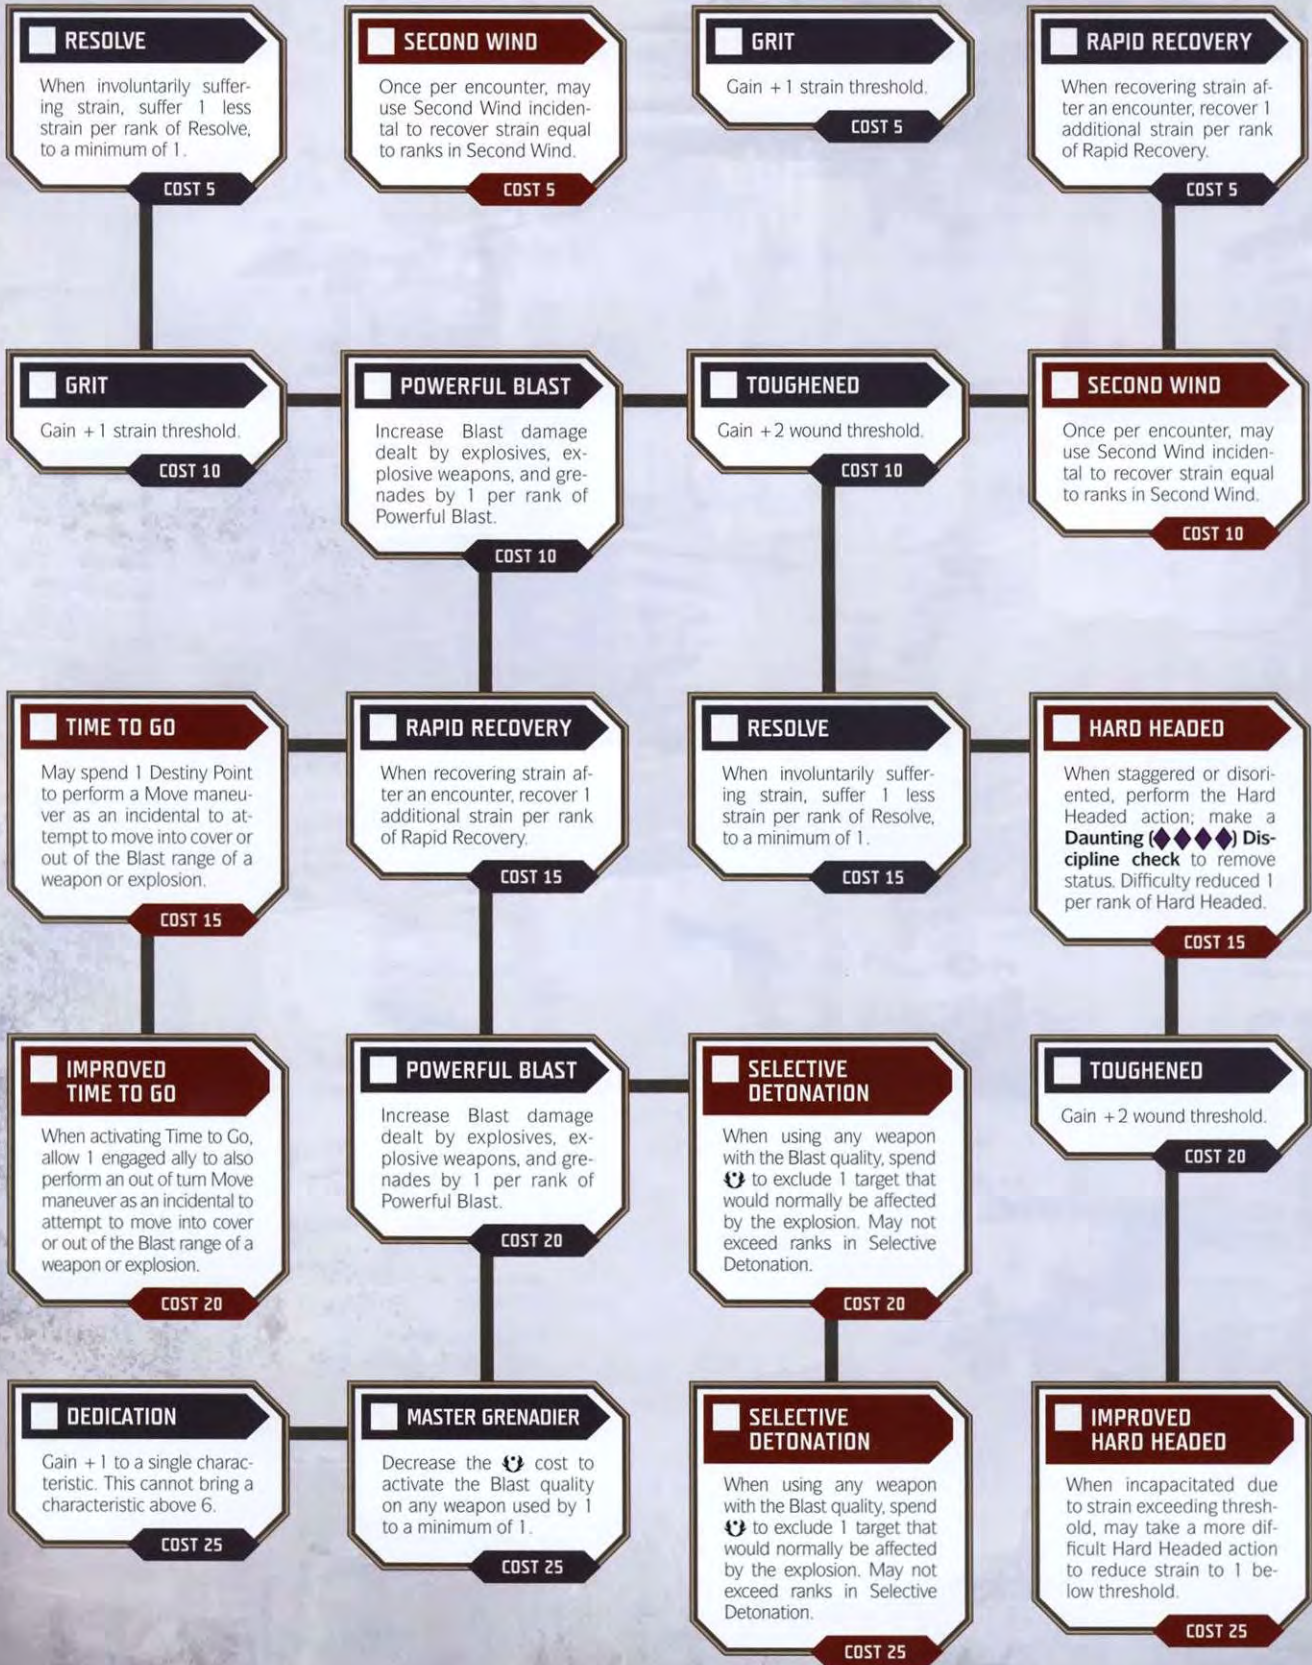 RESOLVE
When involuntarily suffer-
ing strain, suffer 1 less
strain per rank of Resolve,
to a minimum of 1.
COST 5
SECOND WIND
Once per encounter, may
use Second Wind inciden-
tal to recover strain equal
to ranks in Second Wind.
COST 5
GRIT
Gain +1 strain threshold.
COST 5
RAPID RECOVERY
When recovering strain af-
ter an encounter, recover 1
additional strain per rank
of Rapid Recovery.
COST 5
GRIT
Gain +1 strain threshold.
COST 10
POWERFUL BLAST
Increase Blast damage
dealt by explosives, ex-
plosive weapons, and gre-
nades by 1 per rank of
Powerful Blast.
COST 10
TOUGHENED
Gain +2 wound threshold.
COST 10
SECOND WIND
Once per encounter, may
use Second Wind inciden-
tal to recover strain equal
to ranks in Second Wind.
COST 10
TIME TO GO
May spend 1 Destiny Point
to perform a Move maneu-
ver as an incidental to at-
tempt to move into cover or
out of the Blast range of a
weapon or explosion.
COST 15
RAPID RECOVERY
When recovering strain af-
ter an encounter, recover 1
additional strain per rank
of Rapid Recovery.
COST 15
RESOLVE
When involuntarily suffer-
ing strain, suffer 1 less
strain per rank of Resolve,
to a minimum of 1.
COST 15
HARD HEADED
When staggered or disori-
ented, perform the Hard
Headed action; make a
Daunting (◆◆◆◆) Dis-
cipline check to remove
status. Difficulty reduced 1
per rank of Hard Headed.
COST 15
IMPROVED
TIME TO GO
When activating Time to Go,
allow 1 engaged ally to also
perform an out of turn Move
maneuver as an incidental to
attempt to move into cover
or out of the Blast range of a
weapon or explosion.
COST 20
POWERFUL BLAST
Increase Blast damage
dealt by explosives, ex-
plosive weapons, and gre-
nades by 1 per rank of
Powerful Blast.
COST 20
SELECTIVE
DETONATION
When using any weapon
with the Blast quality, spend
to exclude 1 target that
would normally be affected
by the explosion. May not
exceed ranks in Selective
Detonation.
COST 20
TOUGHENED
Gain +2 wound threshold.
COST 20
DEDICATION
Gain +1 to a single charac-
teristic. This cannot bring a
characteristic above 6.
COST 25
MASTER GRENADIER
Decrease the cost to
activate the Blast quality
on any weapon used by 1
to a minimum of 1.
COST 25
SELECTIVE
DETONATION
When using any weapon
with the Blast quality, spend
to exclude 1 target that
would normally be affected
by the explosion. May not
exceed ranks in Selective
Detonation.
COST 25
IMPROVED
HARD HEADED
When incapacitated due
to strain exceeding thresh-
old, may take a more dif-
ficult Hard Headed action
to reduce strain to 1 be-
low threshold.
COST 25